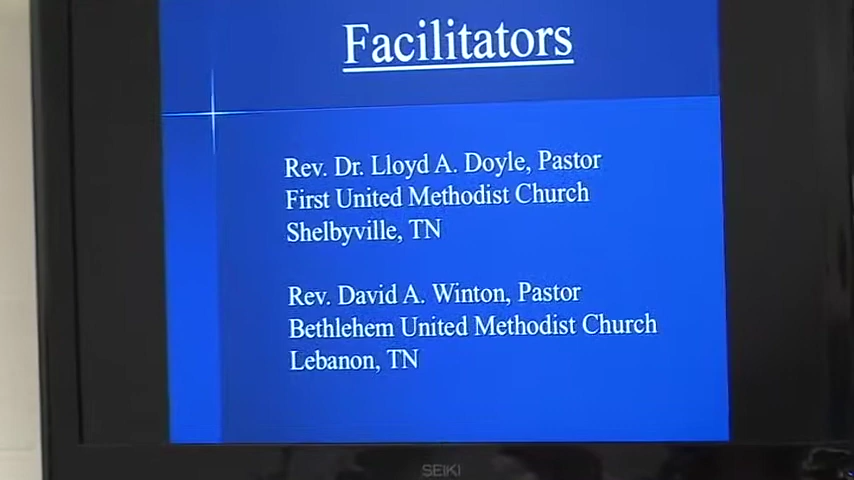 Facilitators
Rev. Dr. Lloyd A. Doyle, Pastor
First United Methodist Church
Shelbyville, TN
Rev. David A. Winton, Pastor
Bethlehem United Methodist Church
Lebanon, TN
SEIKI